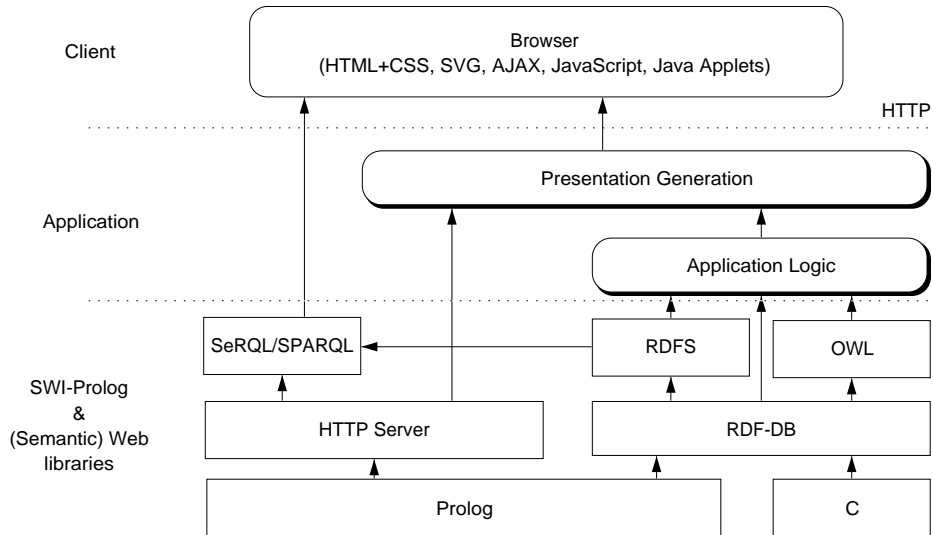 Client
Browser
(HTML+CSS, SVG, AJAX, JavaScript, Java Applets)
HTTP
Presentation Generation
Application
Application Logic
SeRQL/SPARQL
RDFS
OWL
SWI-Prolog
&
(Semantic) Web
libraries
HTTP Server
RDF-DB
Prolog
C